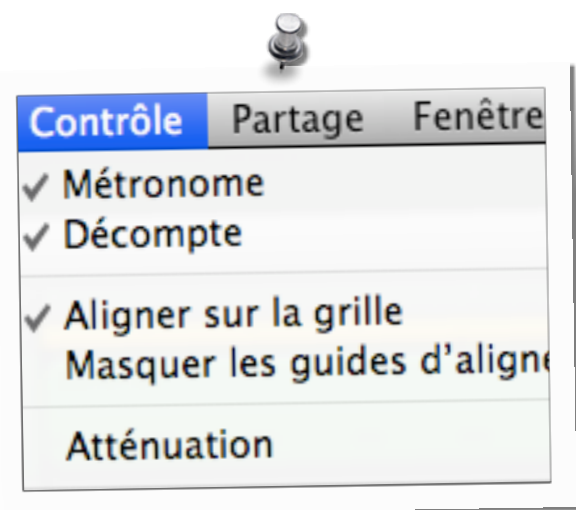 Contrôle Partage Fenêtre
✓ Métronome
✓ Décompte
✓ Aligner sur la grille
Masquer les guides d'aligne
Atténuation